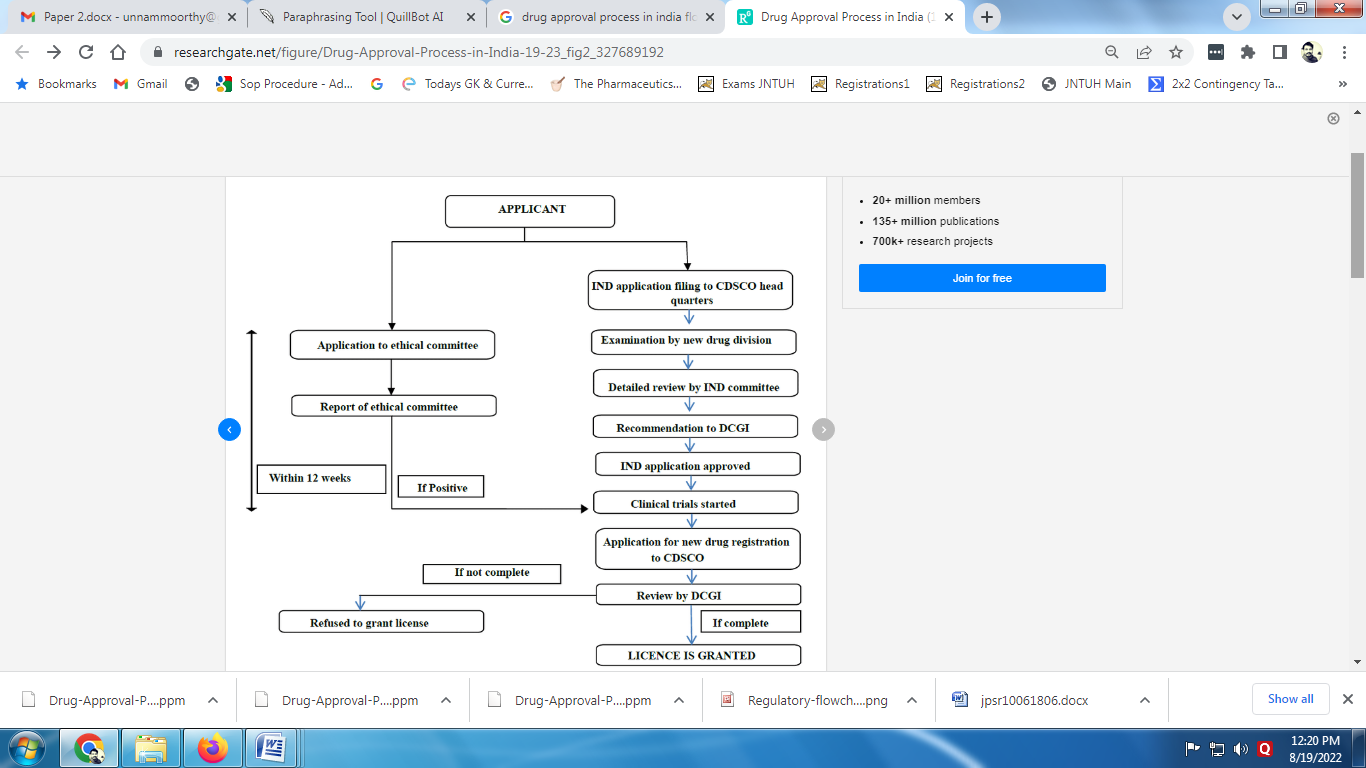 Paper 2.docx - unnammoorthy@
Paraphrasing Tool | QuillBot AI
drug approval process in india flo
Drug Approval Process in India (1
researchgate.net/figure/Drug-Approval-Process-in-India-19-23_fig2_327689192
Bookmarks
Gmail
Sop Procedure - Ad...
Todays GK & Curre...
The Pharmaceutics...
Exams JNTUH
Registrations1
Registrations2
JNTUH Main
2x2 Contingency Ta...
»
20+ million members
135+ million publications
700k+ research projects
Join for free
APPLICANT
IND application filing to CDSCO head
quarters
Application to ethical committee
Examination by new drug division
Detailed review by IND committee
Report of ethical committee
Recommendation to DCGI
Within 12 weeks
If Positive
IND application approved
Clinical trials started
Application for new drug registration
to CDSCO
If not complete
Review by DCGI
Refused to grant license
If complete
LICENCE IS GRANTED
Drug-Approval-P....ppm
Drug-Approval-P....ppm
Drug-Approval-P....ppm
Regulatory-flowch....png
jpsr10061806.docx
Show all
12:20 PM
8/19/2022